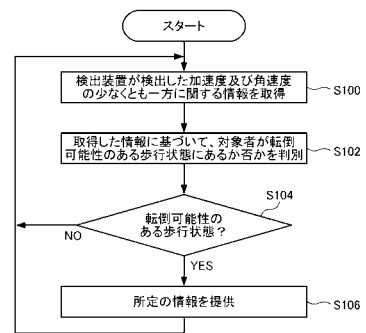 スタート
検出装置が検出した加速度及び角速度
の少なくとも一方に関する情報を取得
S100
取得した情報に基づいて、対象者が転倒
可能性のある歩行状態にあるか否かを判別
S102
S104
転倒可能性の
ある歩行状態?
NO
YES
所定の情報を提供
S106